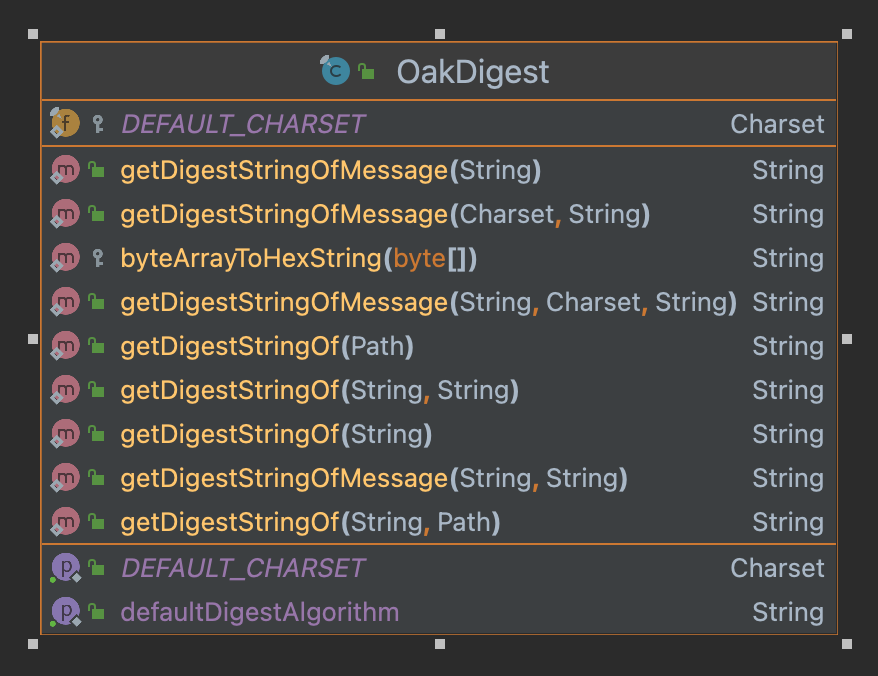 C OakDigest
f DEFAULT_CHARSET Charset
m getDigestStringOfMessage(String) String
m getDigestStringOfMessage(Charset, String) String
m byteArrayToHexString(byte[]) String
m getDigestStringOfMessage(String, Charset, String) String
m getDigestStringOf(Path) String
m getDigestStringOf(String, String) String
m getDigestStringOf(String) String
m getDigestStringOfMessage(String, String) String
m getDigestStringOf(String, Path) String
p DEFAULT_CHARSET Charset
p defaultDigestAlgorithm String